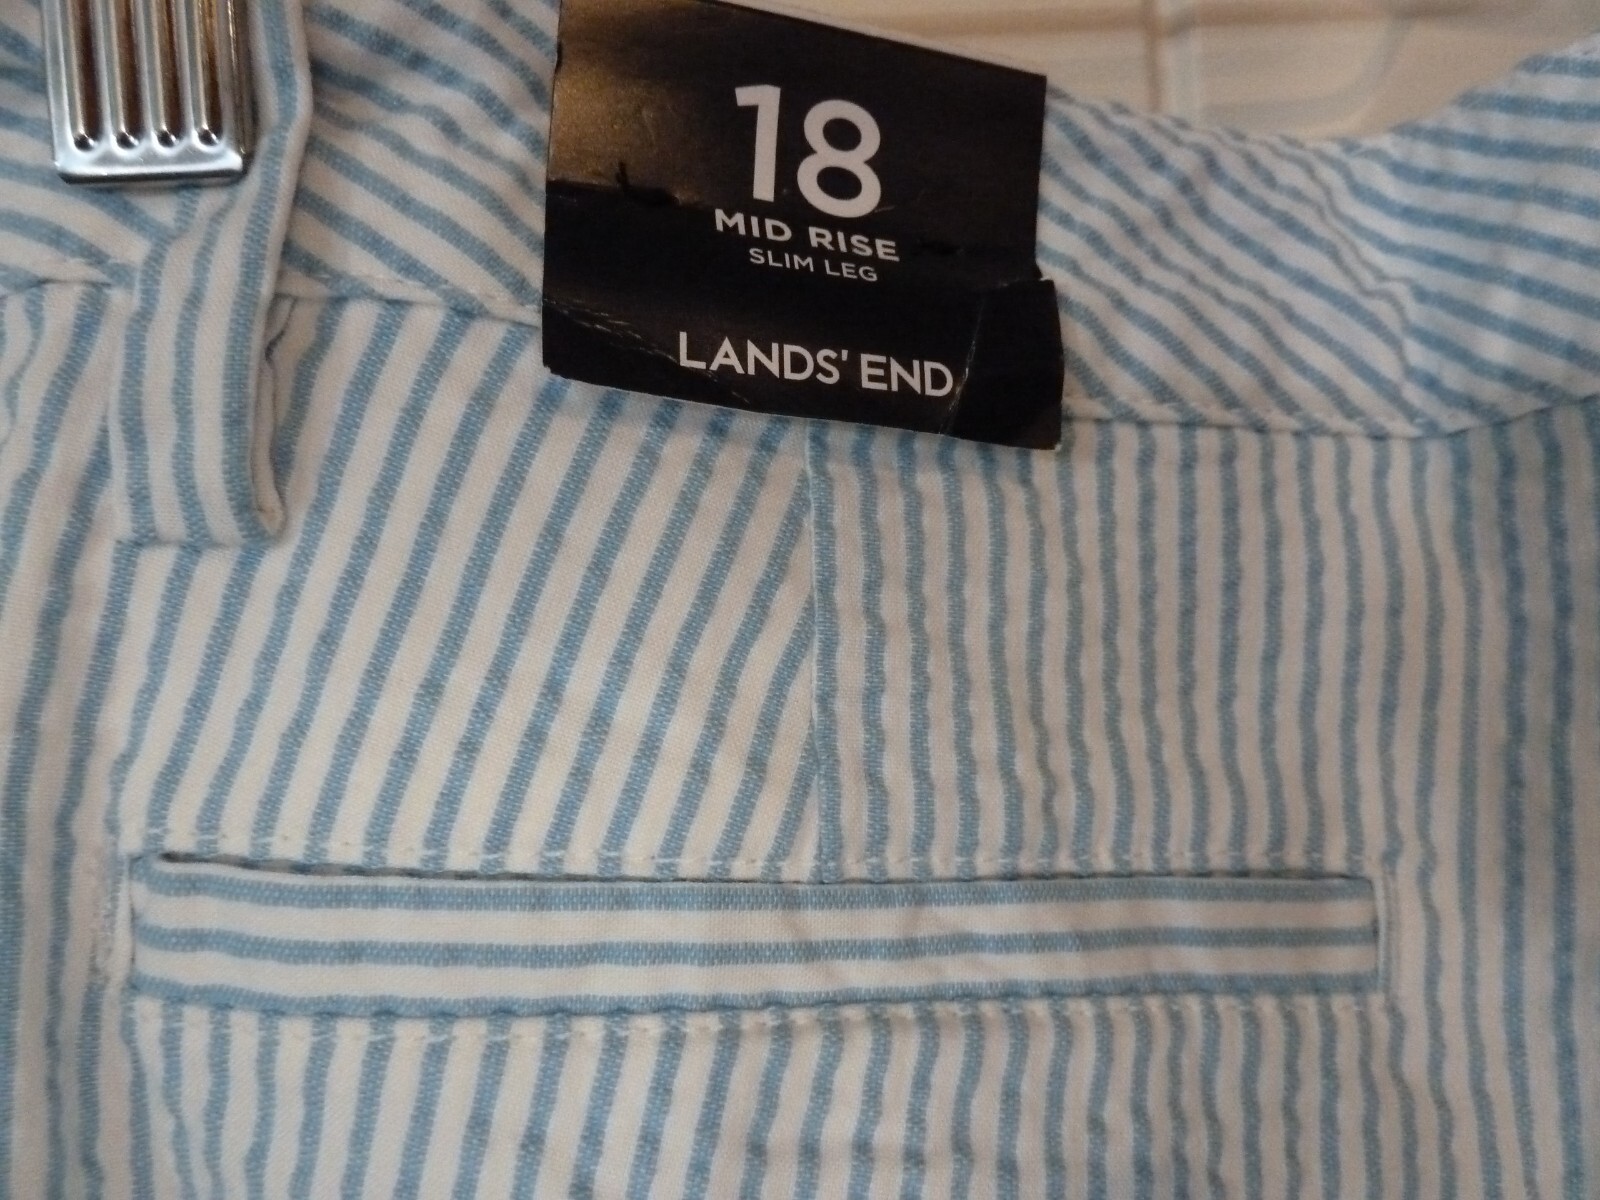 18
MID RISE
SLIM LEG
LANDS' END